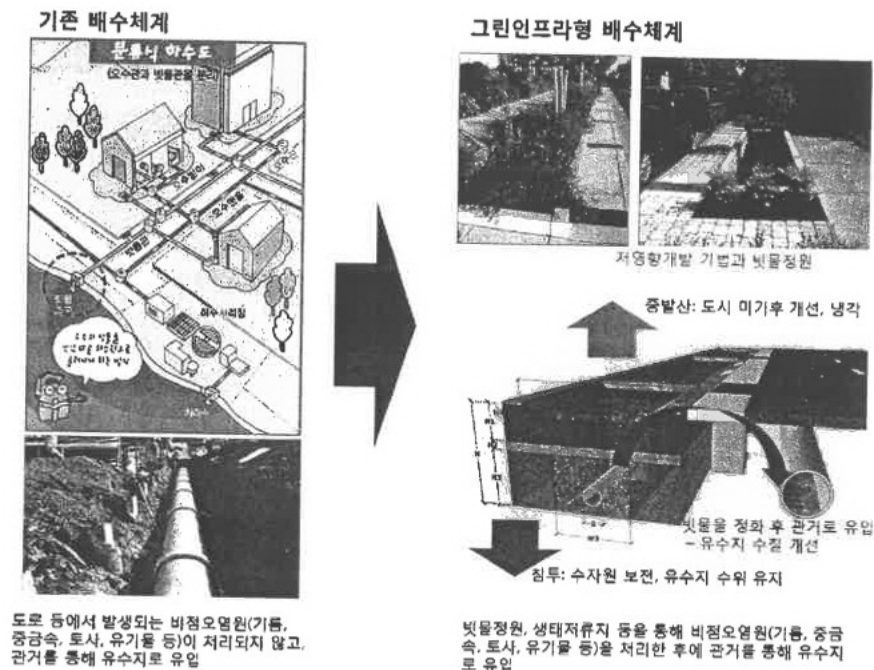 기존 배수체계
분류식 하수도
(오수관과 빗물관을 분리)
빗물관
하수처리장
그린인프라형 배수체계
저영향개발 기법과 빗물정원
증발산: 도시 미기후 개선, 냉각
빗물을 정화 후 관거로 유입
– 유수지 수질 개선
침투: 수자원 보전, 유수지 수위 유지
도로 등에서 발생되는 비점오염원(기름,
중금속, 토사, 유기물 등)이 처리되지 않고,
관거를 통해 유수지로 유입
빗물정원, 생태저류지 등을 통해 비점오염원(기름, 중금
속, 토사, 유기물 등)을 처리한 후에 관거를 통해 유수지
로 유입